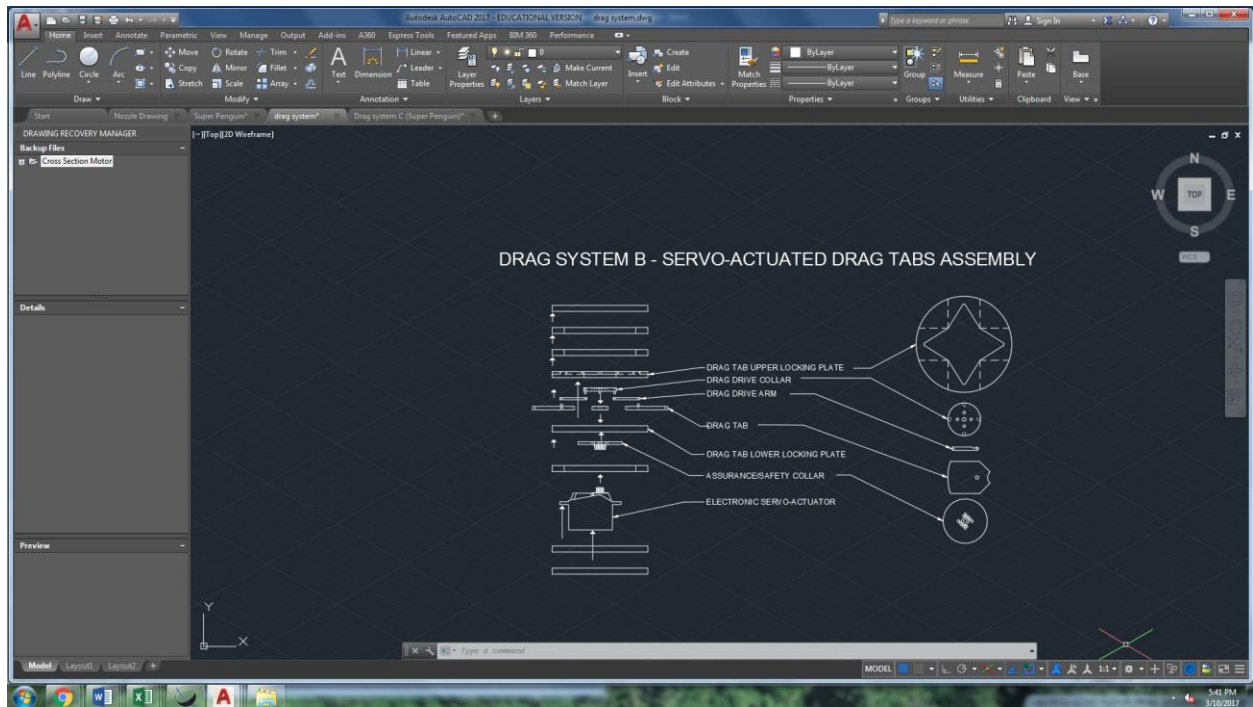 Autodesk AutoCAD 2017 - EDUCATIONAL VERSION drag system.dwg
Type a keyword or phrase
Sign In
Home Insert Annotate Parametric View Manage Output Add-ins A360 Express Tools Featured Apps BIM 360 Performance
Line Polyline Circle Arc
Move Rotate Trim
Copy Mirror Fillet
Stretch Scale Array
Text Dimension
Linear
Leader
Table
Layer Properties
0
Make Current
Match Layer
Insert
Create
Edit
Edit Attributes
Match Properties
ByLayer
ByLayer
ByLayer
Group Measure Paste Base
Draw Modify Annotation Layers Block Properties Groups Utilities Clipboard View
Start Nozzle Drawing Super Penguin* drag system* Drag system C (Super Penguin)*
DRAWING RECOVERY MANAGER
Backup Files
Cross Section Motor
Details
Preview
[-][Top][2D Wireframe]
N
W TOP E
S
WCS
DRAG SYSTEM B - SERVO-ACTUATED DRAG TABS ASSEMBLY
DRAG TAB UPPER LOCKING PLATE
DRAG DRIVE COLLAR
DRAG DRIVE ARM
DRAG TAB
DRAG TAB LOWER LOCKING PLATE
ASSURANCE/SAFETY COLLAR
ELECTRONIC SERVO-ACTUATOR
Y
X
Type a command
Model Layout1 Layout2 +
MODEL
1:1
5:41 PM
3/10/2017